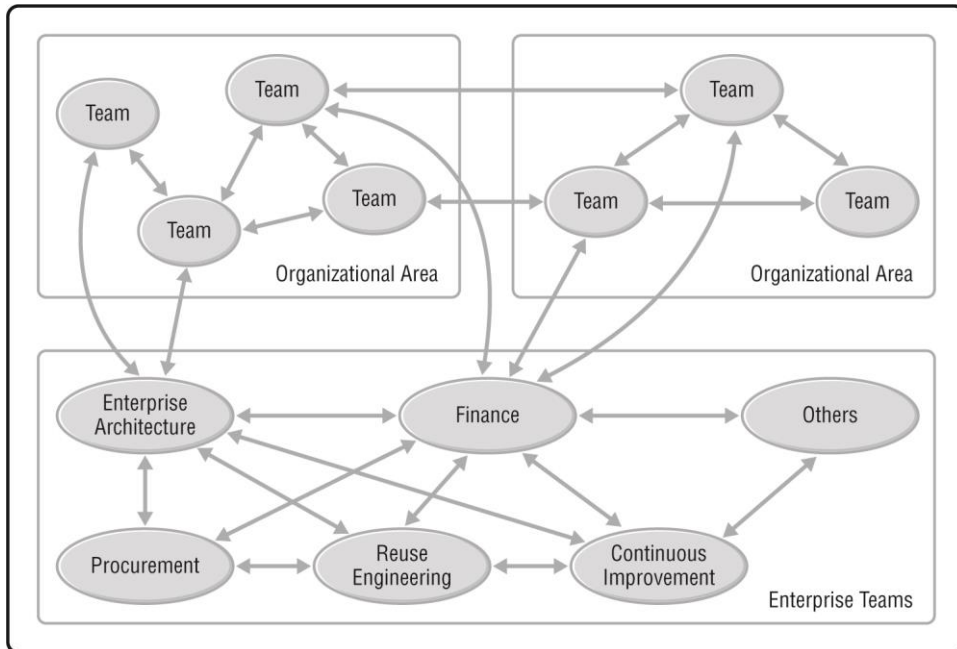 Team
Team
Team
Team
Team
Team
Team
Organizational Area
Organizational Area
Enterprise
Architecture
Finance
Others
Procurement
Reuse
Engineering
Continuous
Improvement
Enterprise Teams